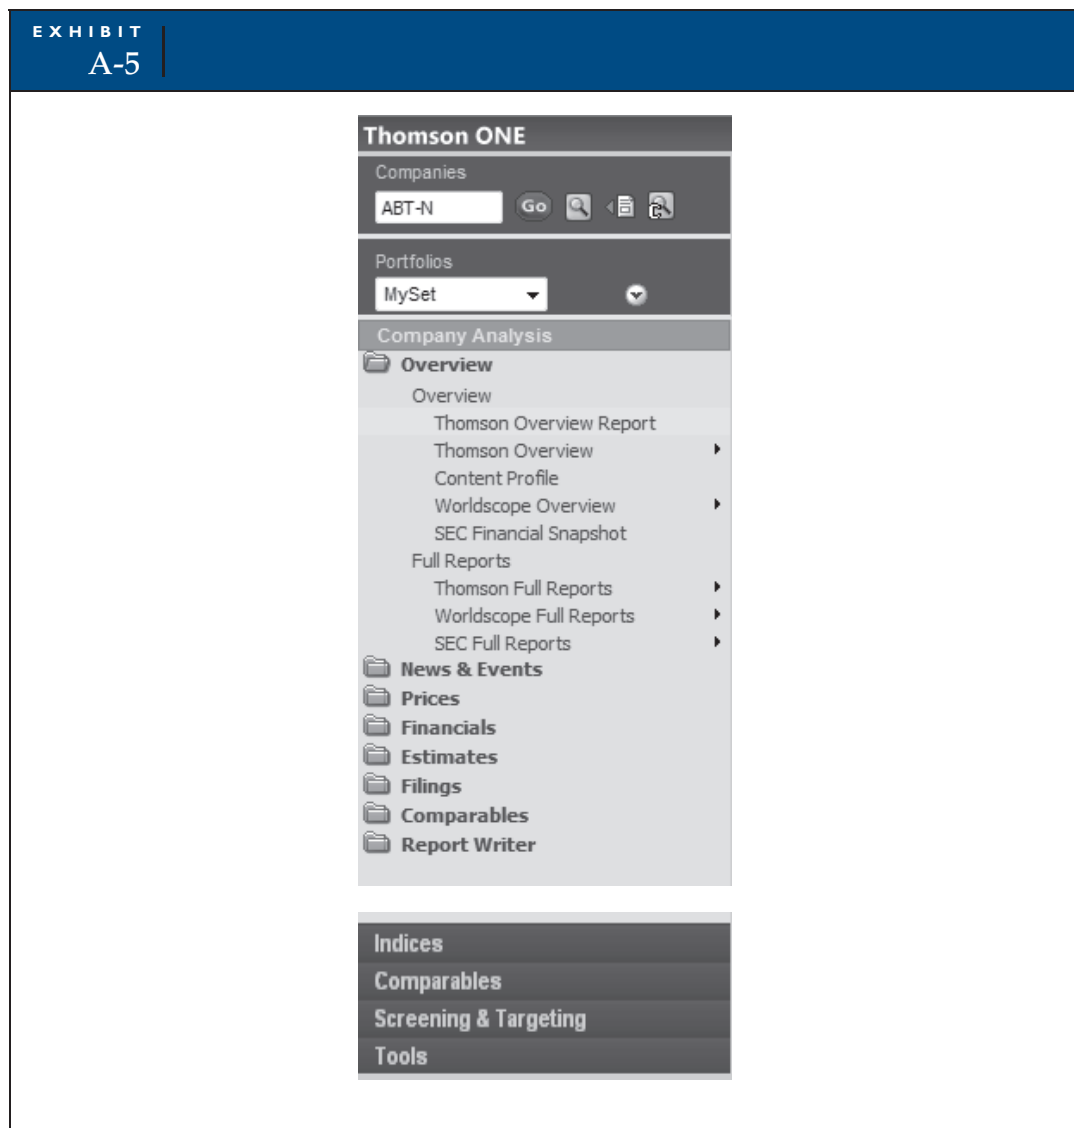 EXHIBIT
A-5
Thomson ONE
Companies
ABT-N Go
Portfolios
MySet
Company Analysis
Overview
Overview
Thomson Overview Report
Thomson Overview
Content Profile
Worldscope Overview
SEC Financial Snapshot
Full Reports
Thomson Full Reports
Worldscope Full Reports
SEC Full Reports
News & Events
Prices
Financials
Estimates
Filings
Comparables
Report Writer
Indices
Comparables
Screening & Targeting
Tools